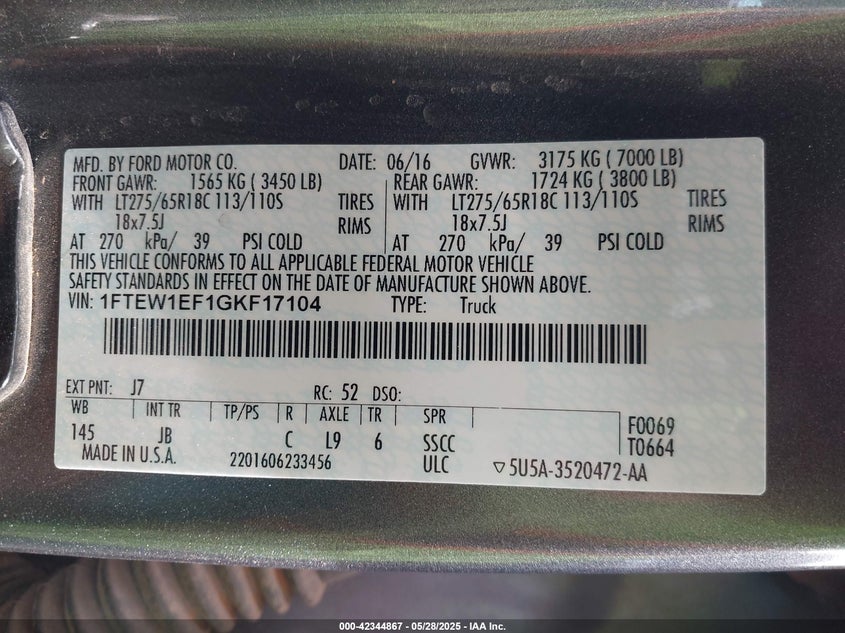 MFD. BY FORD MOTOR CO. DATE: 06/16 GVWR: 3175 KG ( 7000 LB)
FRONT GAWR: 1565 KG ( 3450 LB) REAR GAWR: 1724 KG ( 3800 LB)
WITH LT275/65R18C 113/110S TIRES WITH LT275/65R18C 113/110S TIRES
18x7.5J RIMS 18x7.5J RIMS
AT 270 kPa/ 39 PSI COLD AT 270 kPa/ 39 PSI COLD
THIS VEHICLE CONFORMS TO ALL APPLICABLE FEDERAL MOTOR VEHICLE
SAFETY STANDARDS IN EFFECT ON THE DATE OF MANUFACTURE SHOWN ABOVE.
VIN: 1FTEW1EF1GKF17104 TYPE: Truck
EXT PNT: J7 RC: 52 DSO:
WB INT TR TP/PS R AXLE TR SPR F0069
145 JB C L9 6 SSCC T0664
MADE IN U.S.A. 2201606233456 ULC ▽5U5A-3520472-AA
000-42344867 — 05/28/2025 — IAA Inc.